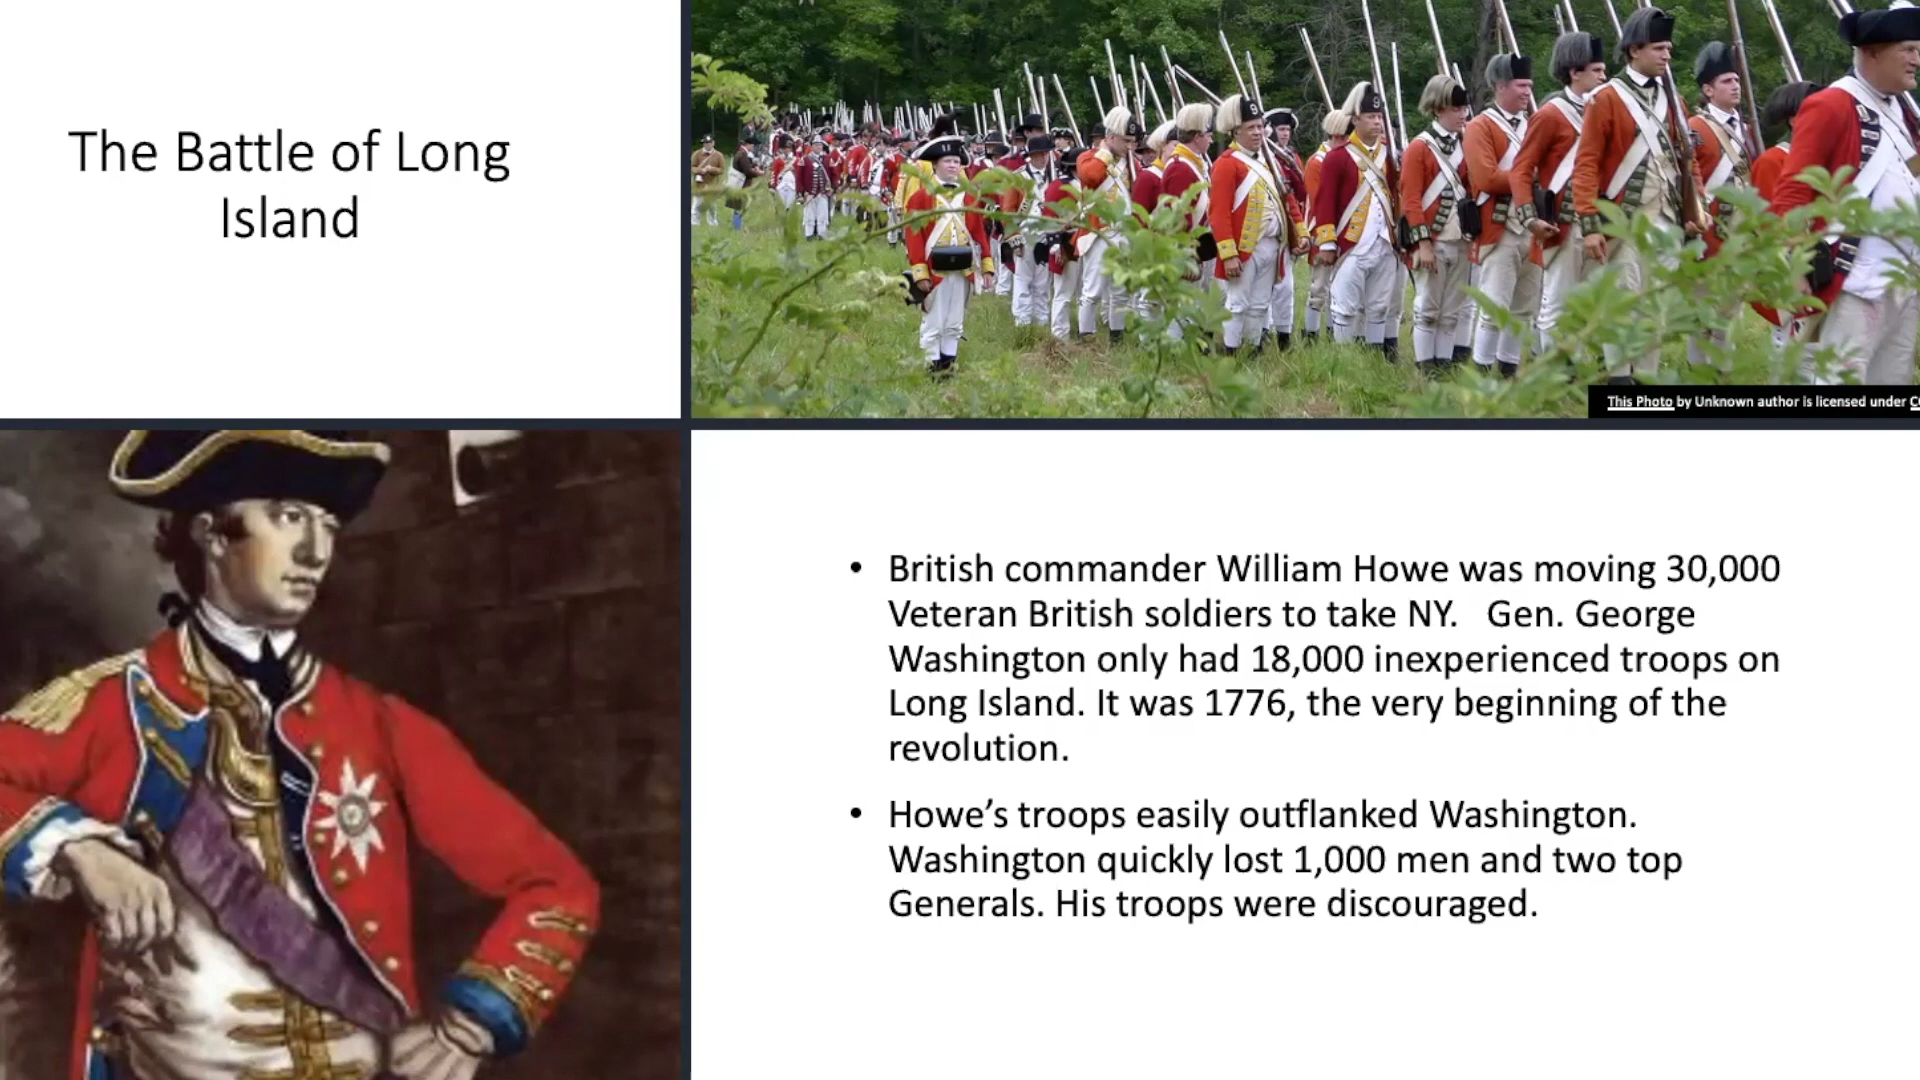 The Battle of Long
Island
This Photo by Unknown author is licensed under
• British commander William Howe was moving 30,000
Veteran British soldiers to take NY.   Gen. George
Washington only had 18,000 inexperienced troops on
Long Island. It was 1776, the very beginning of the
revolution.
• Howe’s troops easily outflanked Washington.
Washington quickly lost 1,000 men and two top
Generals. His troops were discouraged.